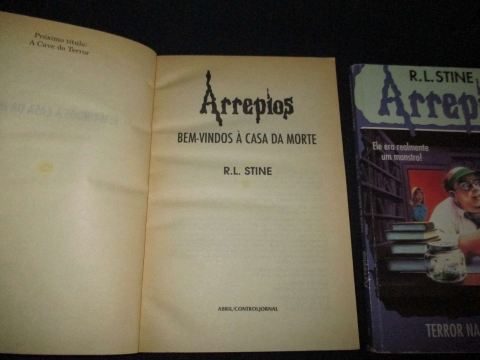 Próximo título:
A Cave do Terror
Arrepios
BEM-VINDOS À CASA DA MORTE
R.L. STINE
ABRIL/CONTROLJORNAL
R.L. STINE
Arrepi
Ele era realmente
um monstro!
TERROR NA